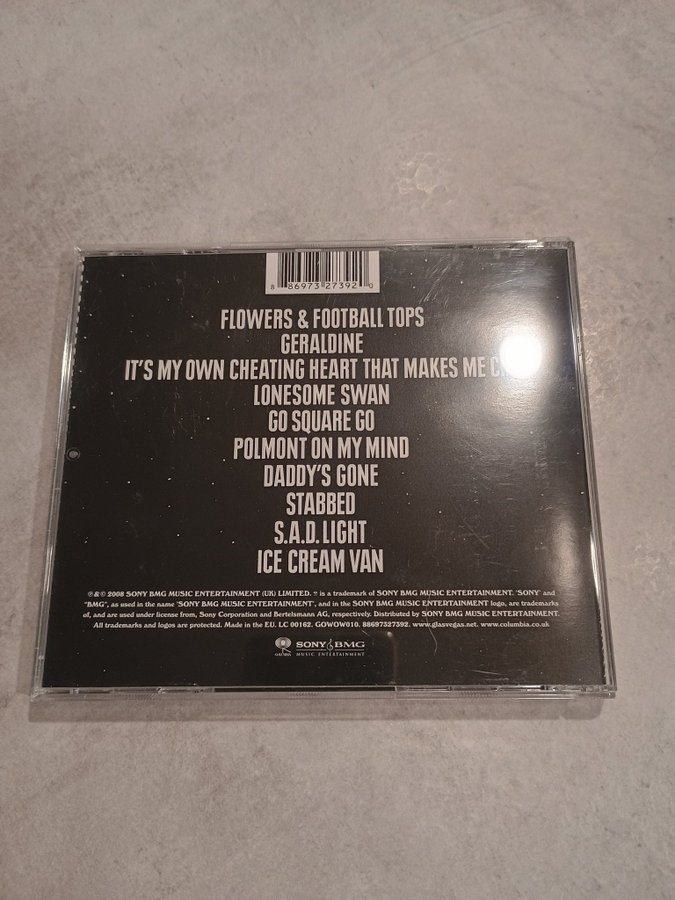 8 86973 27392 0
FLOWERS & FOOTBALL TOPS
GERALDINE
IT'S MY OWN CHEATING HEART THAT MAKES ME
LONESOME SWAN
GO SQUARE GO
POLMONT ON MY MIND
DADDY'S GONE
STABBED
S.A.D. LIGHT
ICE CREAM VAN
℗&© 2008 SONY BMG MUSIC ENTERTAINMENT (UK) LIMITED. is a trademark of SONY BMG MUSIC ENTERTAINMENT. 'SONY' and
"BMG", as used in the name 'SONY BMG MUSIC ENTERTAINMENT', and in the SONY BMG MUSIC ENTERTAINMENT logo, are trademarks
of, and are used under license from, Sony Corporation and Bertelsmann AG, respectively. Distributed by SONY BMG MUSIC ENTERTAINMENT.
All trademarks and logos are protected. Made in the E.U. LC 00162. GOWOW010. 88697327392. www.glasvegas.net. www.columbia.co.uk
COLUMBIA
SONY BMG
MUSIC ENTERTAINMENT